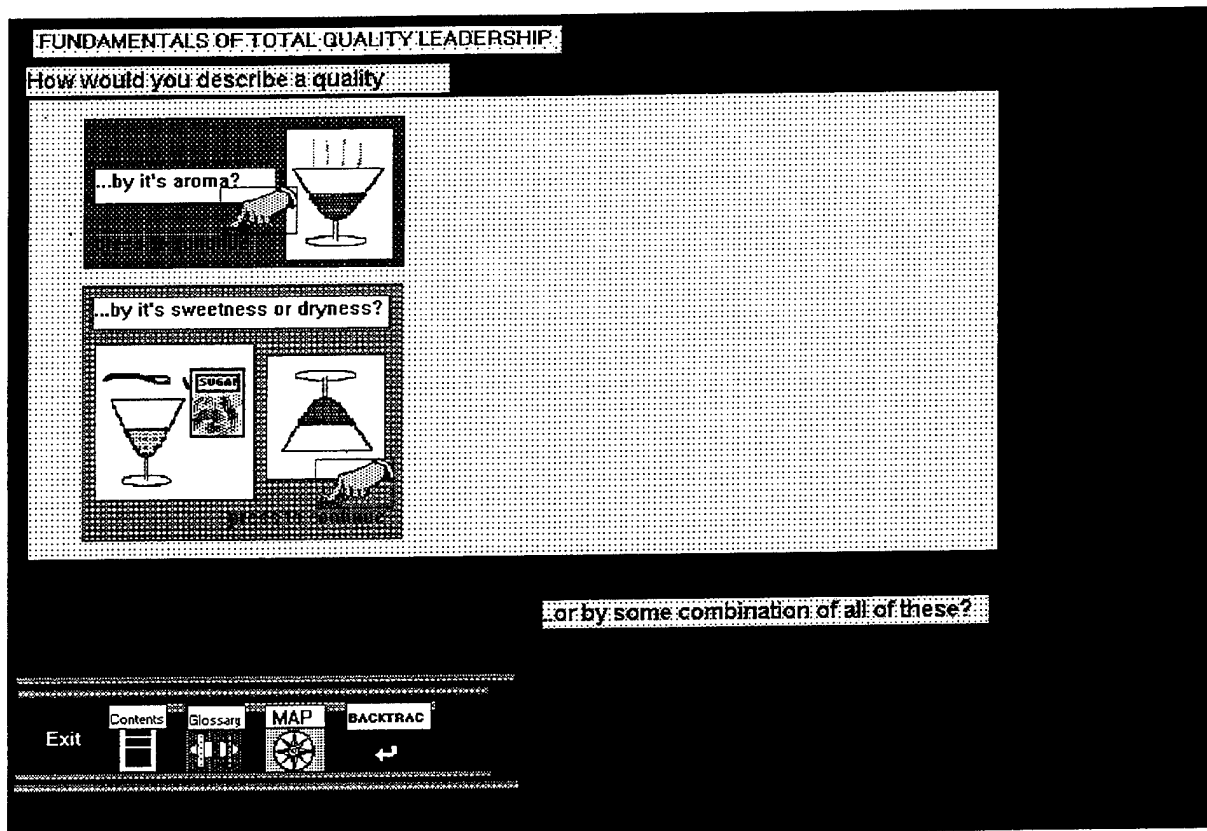 FUNDAMENTALS OF TOTAL QUALITY LEADERSHIP
How would you describe a quality
...by it's aroma?
...by it's sweetness or dryness?
SUGAR
...or by some combination of all of these?
Exit
Contents
Glossary
MAP
BACKTRAC